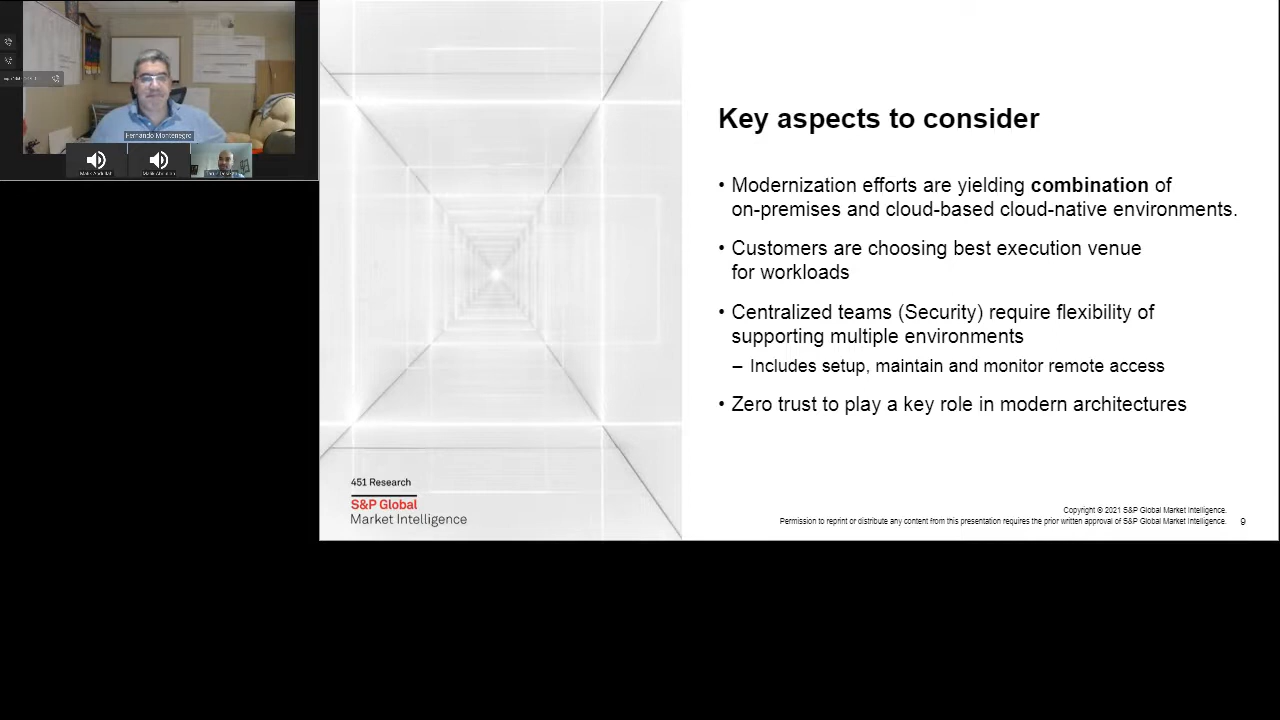 Fernando Montenegro
Key aspects to consider
• Modernization efforts are yielding combination of
on-premises and cloud-based cloud-native environments.
• Customers are choosing best execution venue
for workloads
• Centralized teams (Security) require flexibility of
supporting multiple environments
– Includes setup, maintain and monitor remote access
• Zero trust to play a key role in modern architectures
451 Research
S&P Global
Market Intelligence
Copyright © 2021 S&P Global Market Intelligence.
Permission to reprint or distribute any content from this presentation requires the prior written approval of S&P Global Market Intelligence.
9